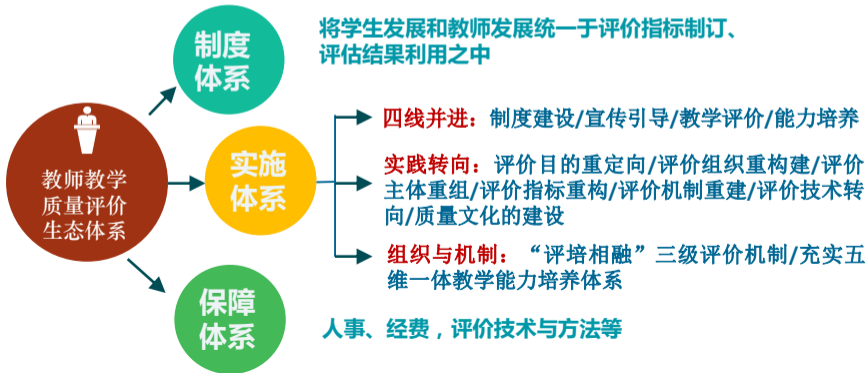 制度
体系
将学生发展和教师发展统一于评价指标制订、
评估结果利用之中
教师教学
质量评价
生态体系
实施
体系
四线并进：制度建设/宣传引导/教学评价/能力培养
实践转向：评价目的重定向/评价组织重构建/评价
主体重组/评价指标重构/评价机制重建/评价技术转
向/质量文化的建设
组织与机制：“评培相融”三级评价机制/充实五
维一体教学能力培养体系
保障
体系
人事、经费，评价技术与方法等